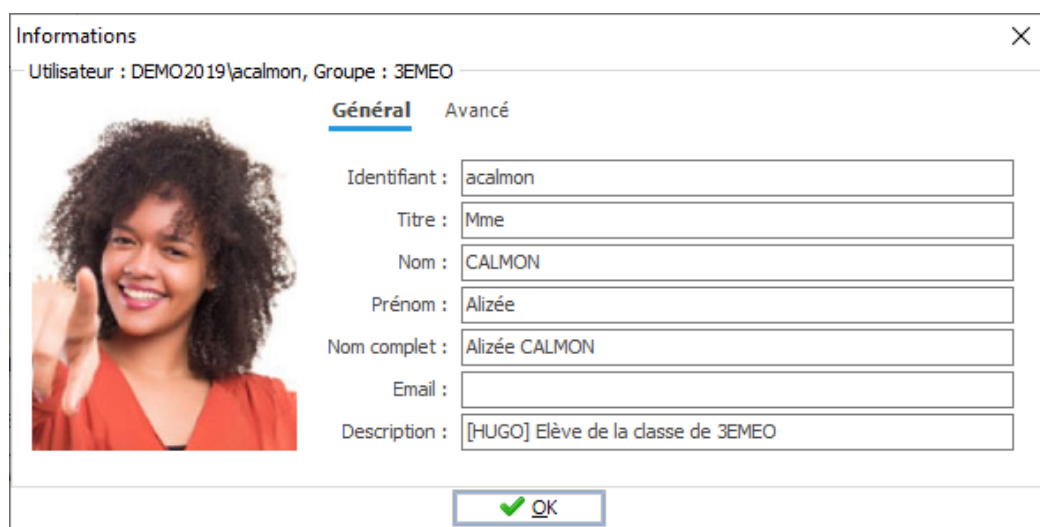 Informations
Utilisateur : DEMO2019\acalmon, Groupe : 3EMEO
Général Avancé
Identifiant : acalmon
Titre : Mme
Nom : CALMON
Prénom : Alizée
Nom complet : Alizée CALMON
Email :
Description : [HUGO] Elève de la classe de 3EMEO
OK